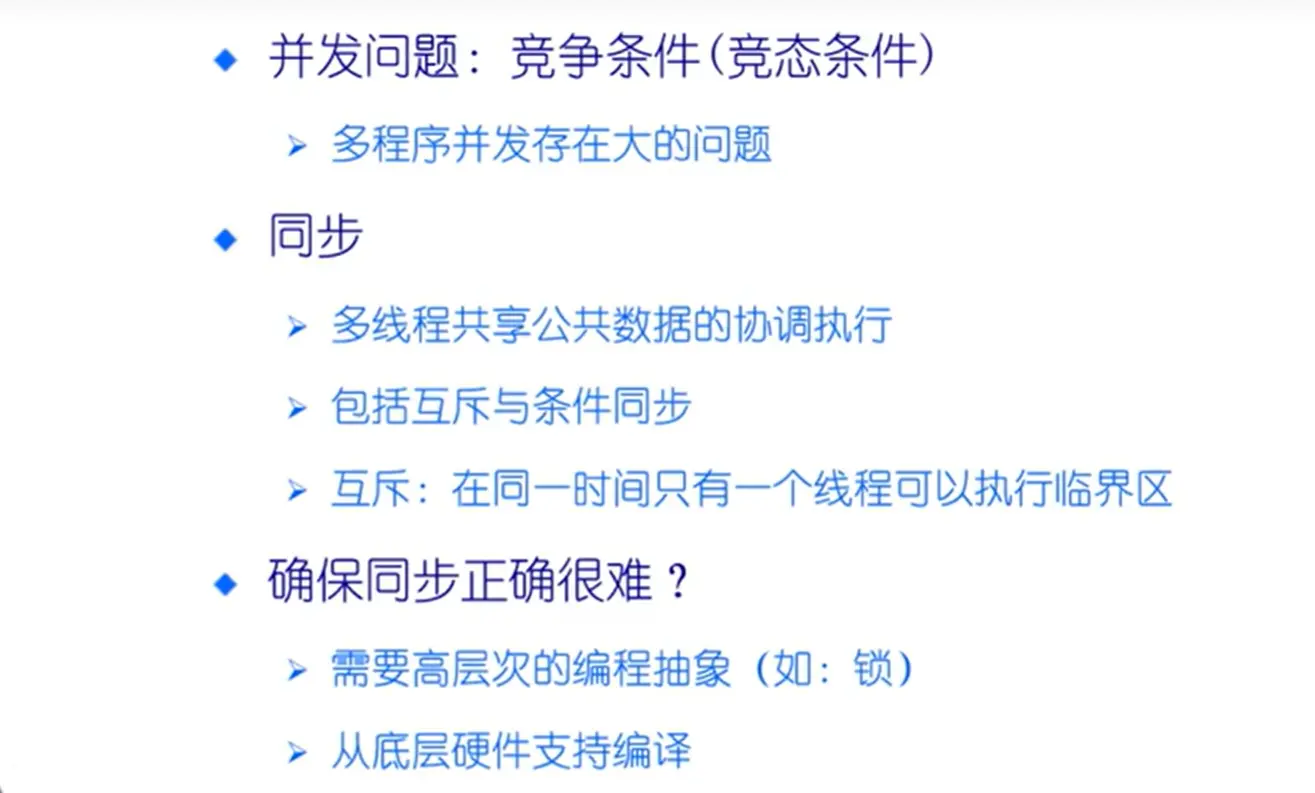 并发问题：竞争条件(竞态条件)
多程序并发存在大的问题
同步
多线程共享公共数据的协调执行
包括互斥与条件同步
互斥：在同一时间只有一个线程可以执行临界区
确保同步正确很难？
需要高层次的编程抽象（如：锁）
从底层硬件支持编译